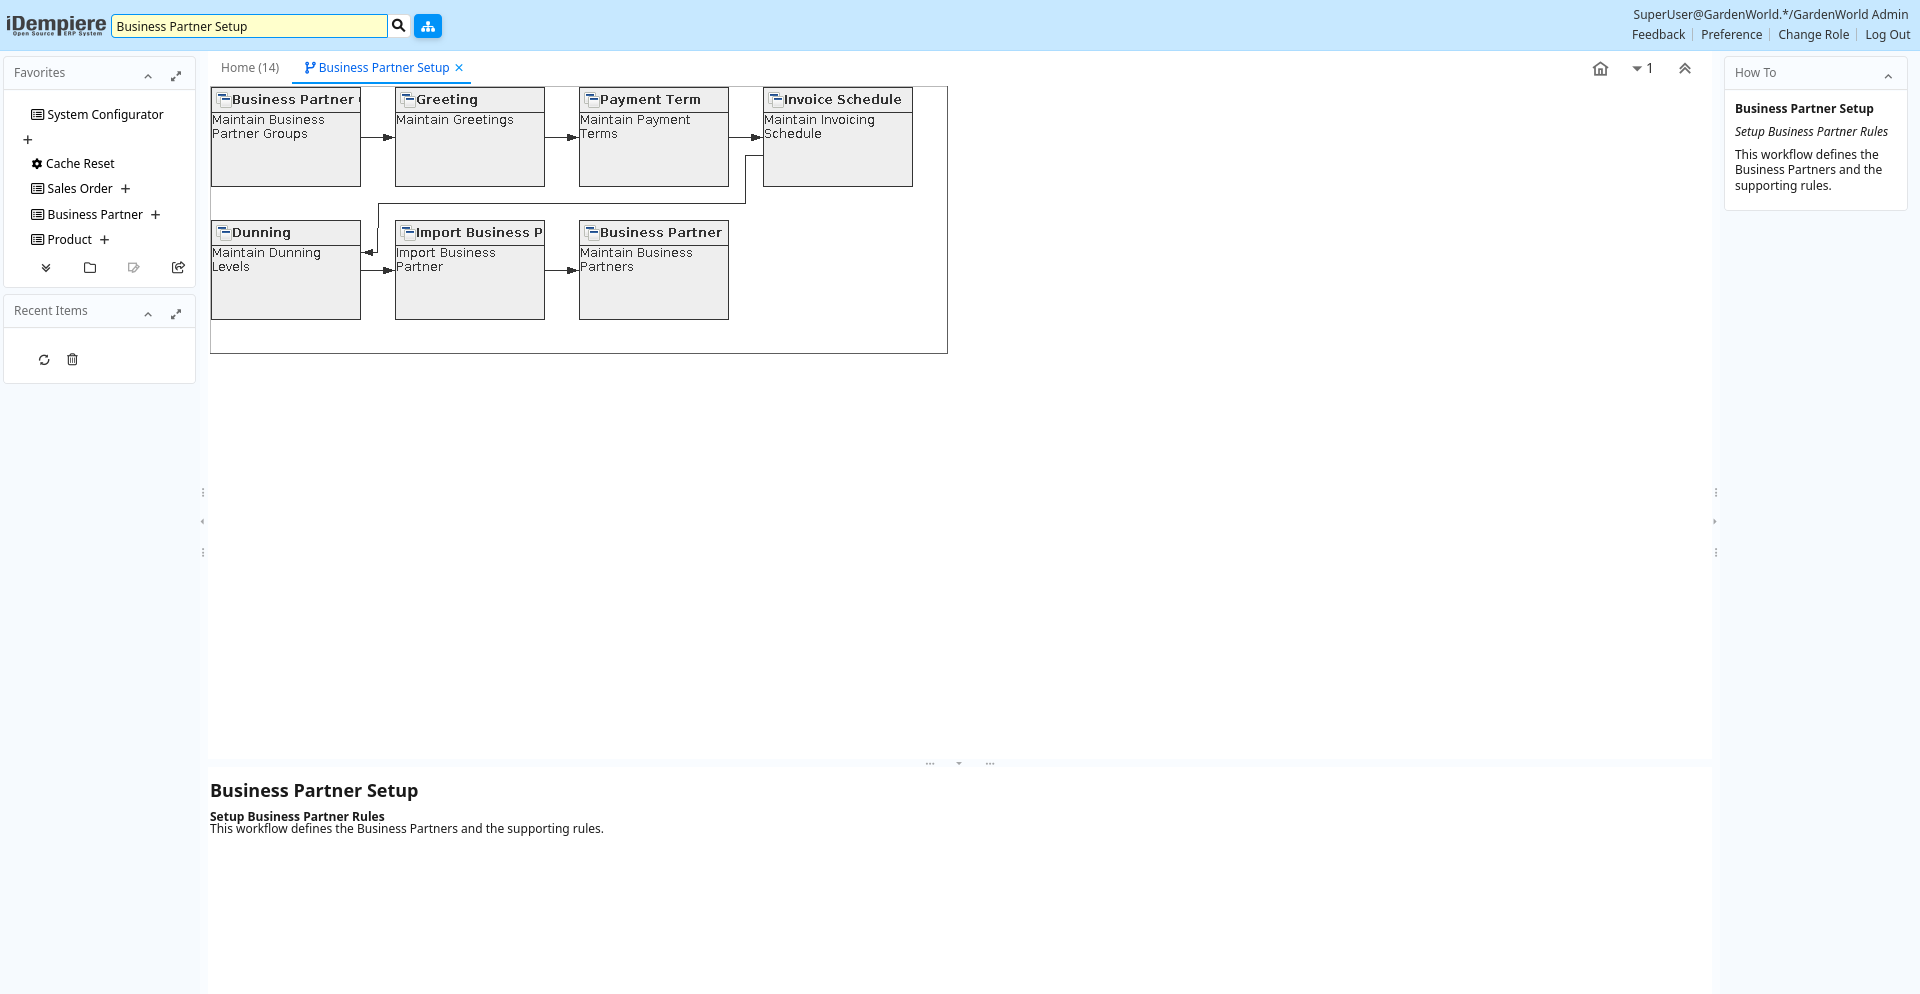 iDempiere
Open Source ERP System
Business Partner Setup
SuperUser@GardenWorld.*/GardenWorld Admin
Feedback
Preference
Change Role
Log Out
Favorites
System Configurator
Cache Reset
Sales Order
Business Partner
Product
Recent Items
Home (14)
Business Partner Setup
1
Business Partner
Maintain Business
Partner Groups
Greeting
Maintain Greetings
Payment Term
Maintain Payment
Terms
Invoice Schedule
Maintain Invoicing
Schedule
Dunning
Maintain Dunning
Levels
Import Business P
Import Business
Partner
Business Partner
Maintain Business
Partners
Business Partner Setup
Setup Business Partner Rules
This workflow defines the Business Partners and the supporting rules.
How To
Business Partner Setup
Setup Business Partner Rules
This workflow defines the
Business Partners and the
supporting rules.